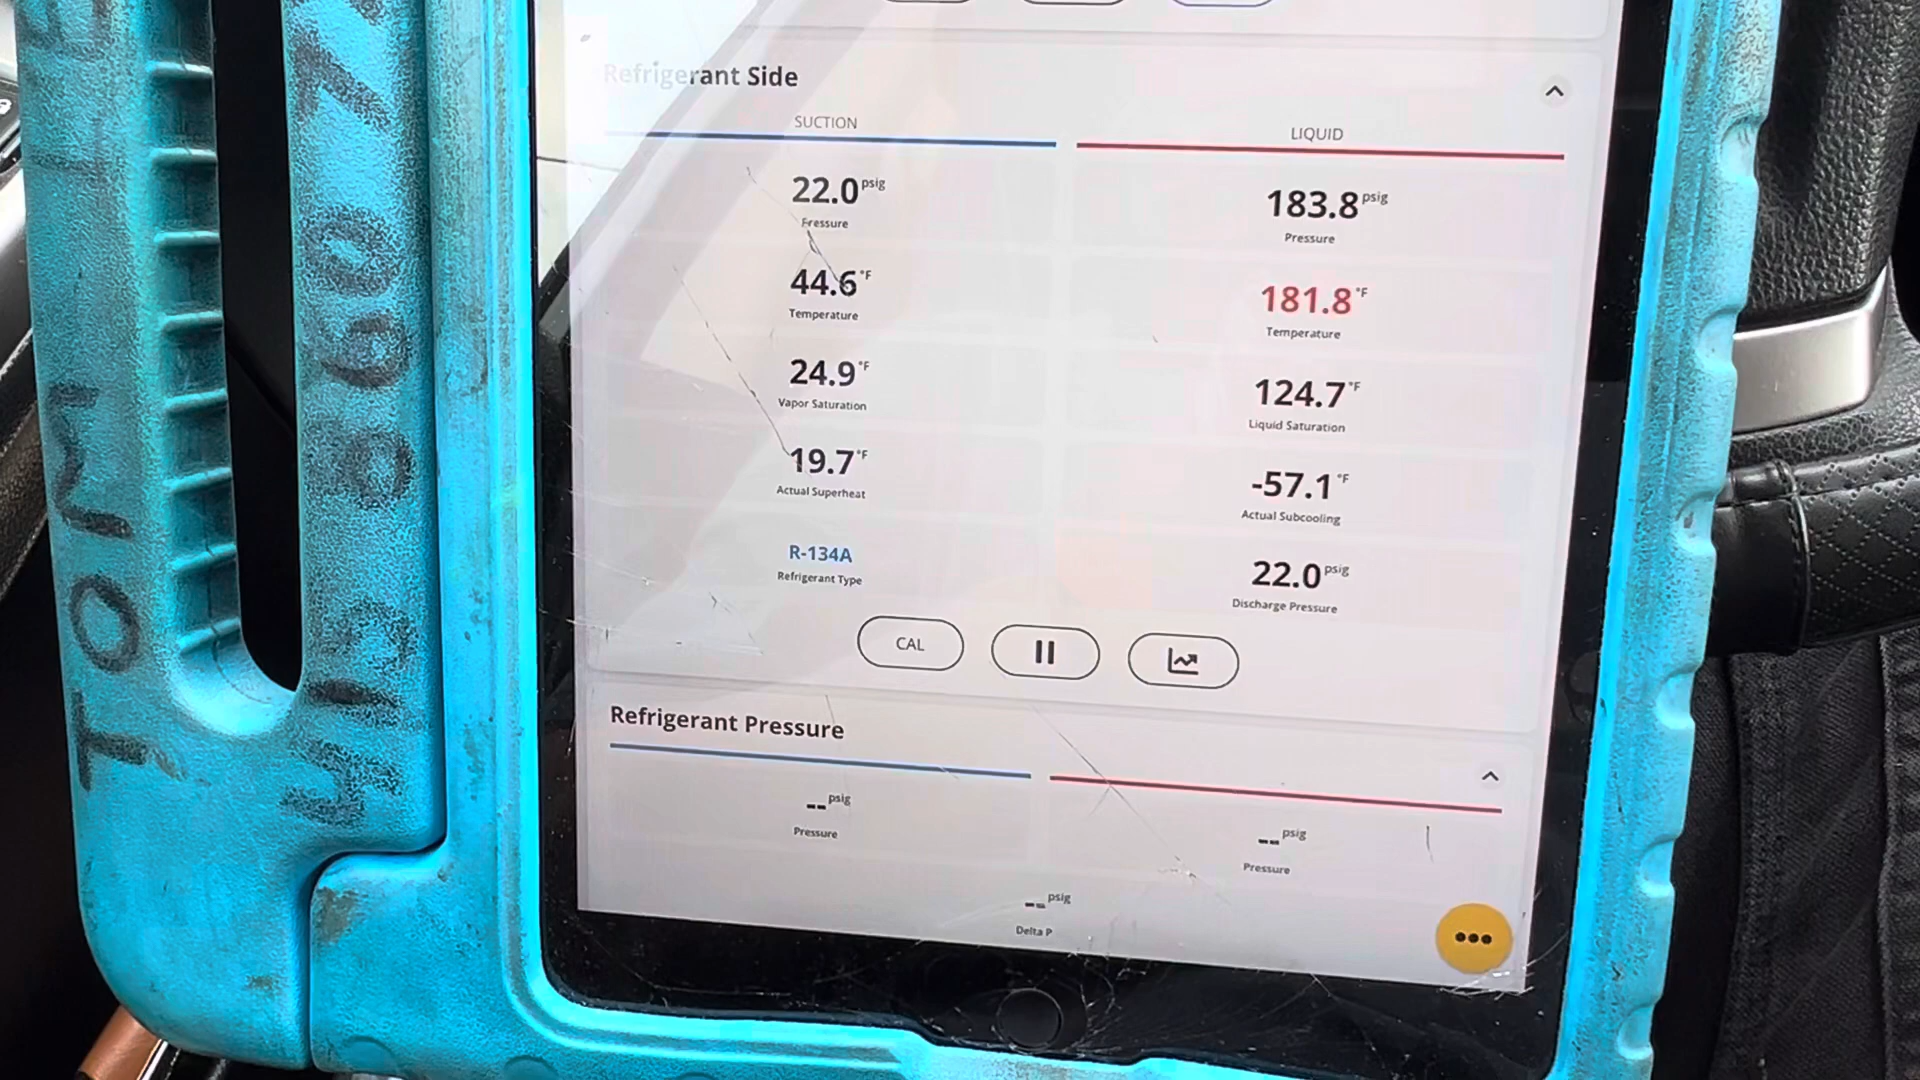 Refrigerant Side
SUCTION
LIQUID
22.0 psig
Pressure
183.8 psig
Pressure
44.6 °F
Temperature
181.8 °F
Temperature
24.9 °F
Vapor Saturation
124.7 °F
Liquid Saturation
19.7 °F
Actual Superheat
-57.1 °F
Actual Subcooling
R-134A
Refrigerant Type
22.0 psig
Discharge Pressure
CAL
Refrigerant Pressure
-- psig
Pressure
-- psig
Pressure
-- psig
Delta P